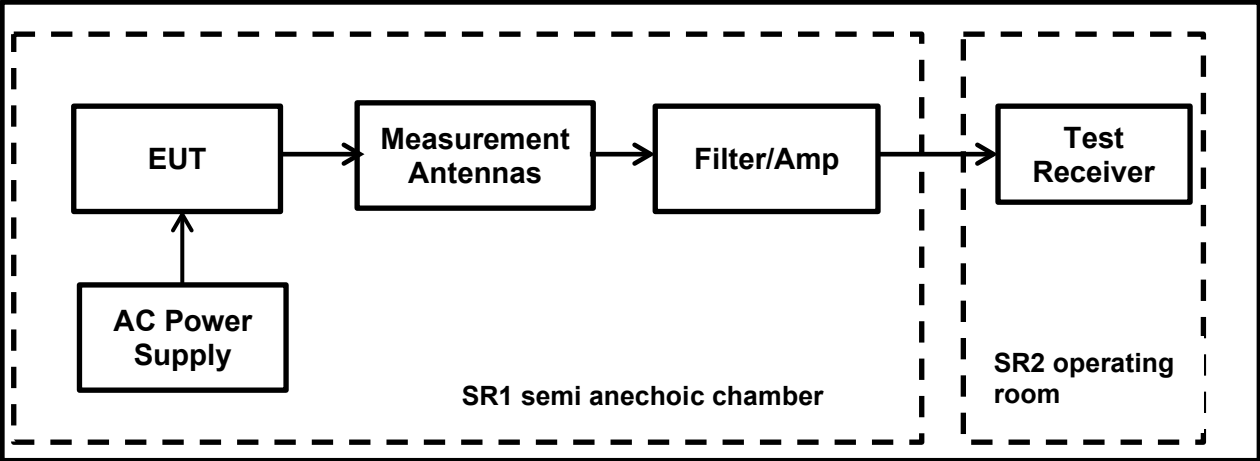 EUT
Measurement
Antennas
Filter/Amp
Test
Receiver
AC Power
Supply
SR1 semi anechoic chamber
SR2 operating
room